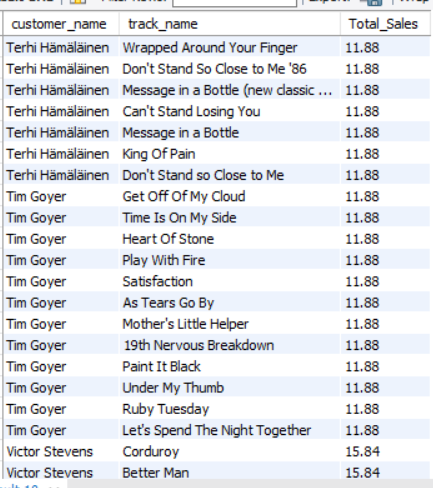 customer_name track_name Total_Sales
Terhi Hämäläinen Wrapped Around Your Finger 11.88
Terhi Hämäläinen Don't Stand So Close to Me '86 11.88
Terhi Hämäläinen Message in a Bottle (new classic ... 11.88
Terhi Hämäläinen Can't Stand Losing You 11.88
Terhi Hämäläinen Message in a Bottle 11.88
Terhi Hämäläinen King Of Pain 11.88
Terhi Hämäläinen Don't Stand so Close to Me 11.88
Tim Goyer Get Off Of My Cloud 11.88
Tim Goyer Time Is On My Side 11.88
Tim Goyer Heart Of Stone 11.88
Tim Goyer Play With Fire 11.88
Tim Goyer Satisfaction 11.88
Tim Goyer As Tears Go By 11.88
Tim Goyer Mother's Little Helper 11.88
Tim Goyer 19th Nervous Breakdown 11.88
Tim Goyer Paint It Black 11.88
Tim Goyer Under My Thumb 11.88
Tim Goyer Ruby Tuesday 11.88
Tim Goyer Let's Spend The Night Together 11.88
Victor Stevens Corduroy 15.84
Victor Stevens Better Man 15.84